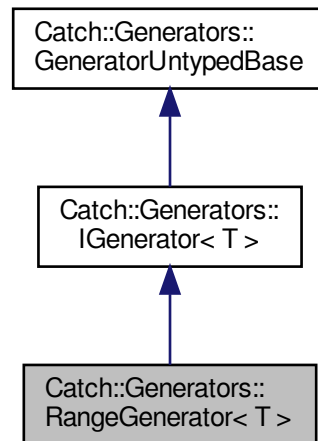 Catch::Generators::
GeneratorUntypedBase
Catch::Generators::
IGenerator< T >
Catch::Generators::
RangeGenerator< T >